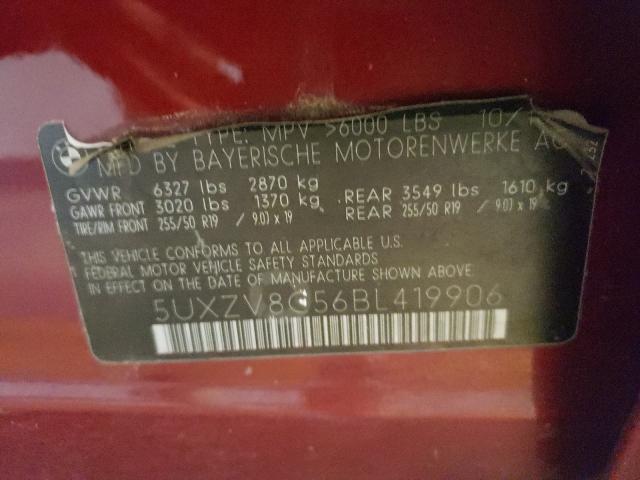 TYPE: MPV >6000 LBS 10/
MFD BY BAYERISCHE MOTORENWERKE AG
GVWR 6327 lbs 2870 kg
GAWR FRONT 3020 lbs 1370 kg REAR 3549 lbs 1610 kg
TIRE/RIM FRONT 255/50 R19 / 9.0J x 19 REAR 255/50 R19 / 9.0J x 19
THIS VEHICLE CONFORMS TO ALL APPLICABLE U.S.
FEDERAL MOTOR VEHICLE SAFETY STANDARDS
IN EFFECT ON THE DATE OF MANUFACTURE SHOWN ABOVE
5UXZV8C56BL419906